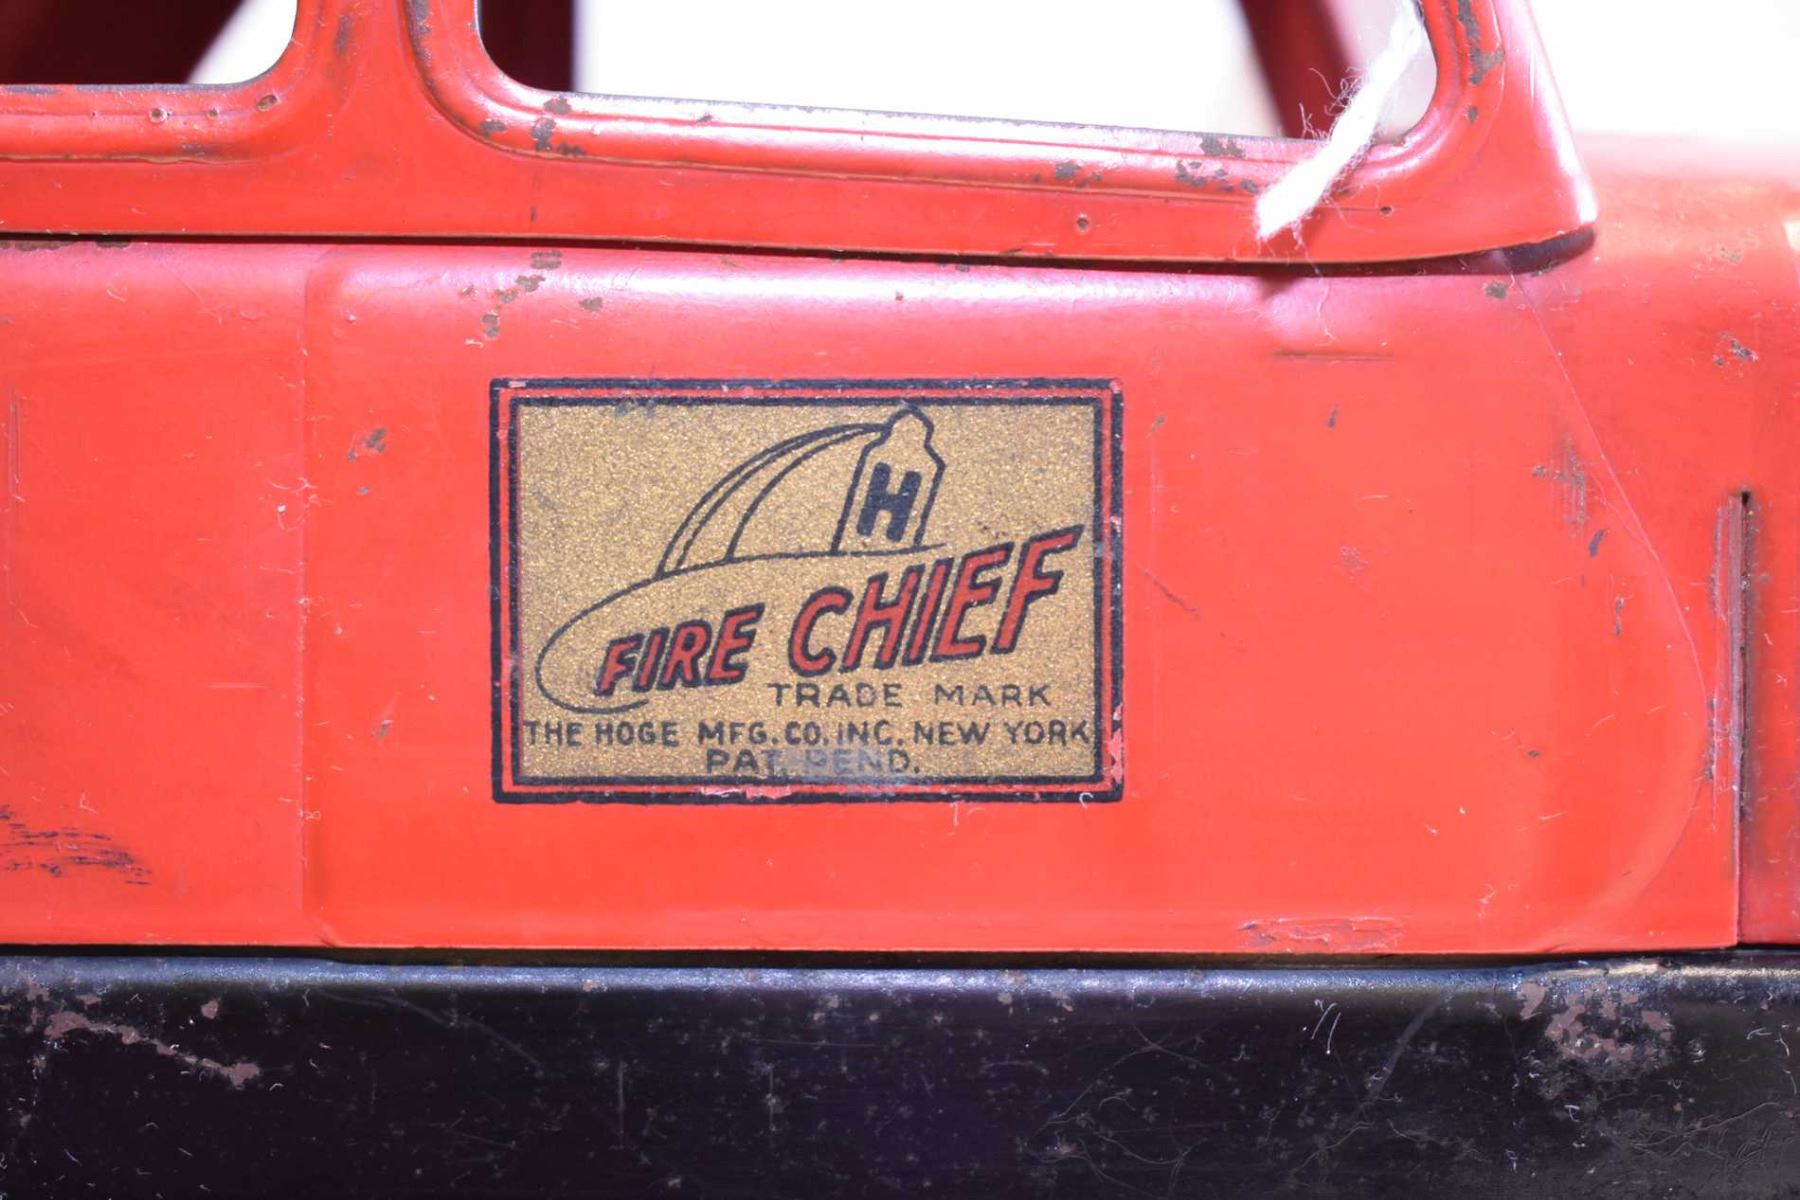 H
FIRE CHIEF
TRADE MARK
THE HOGE MFG. CO. INC. NEW YORK
PAT. PEND.